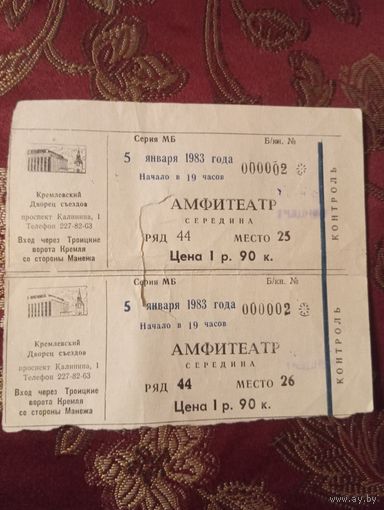 Серия МБ Б/кн. №
5 января 1983 года 000002
Начало в 19 часов
Кремлевский
Дворец съездов
проспект Калинина, 1
Телефон 227-82-63
Вход через Троицкие
ворота Кремля
со стороны Манежа
АМФИТЕАТР
СЕРЕДИНА
РЯД 44 МЕСТО 25
Цена 1 р. 90 к.
КОНТРОЛЬ
Серия МБ Б/кн. №
5 января 1983 года 000002
Начало в 19 часов
Кремлевский
Дворец съездов
проспект Калинина, 1
Телефон 227-82-63
Вход через Троицкие
ворота Кремля
со стороны Манежа
АМФИТЕАТР
СЕРЕДИНА
РЯД 44 МЕСТО 26
Цена 1 р. 90 к.
КОНТРОЛЬ
www.ay.by